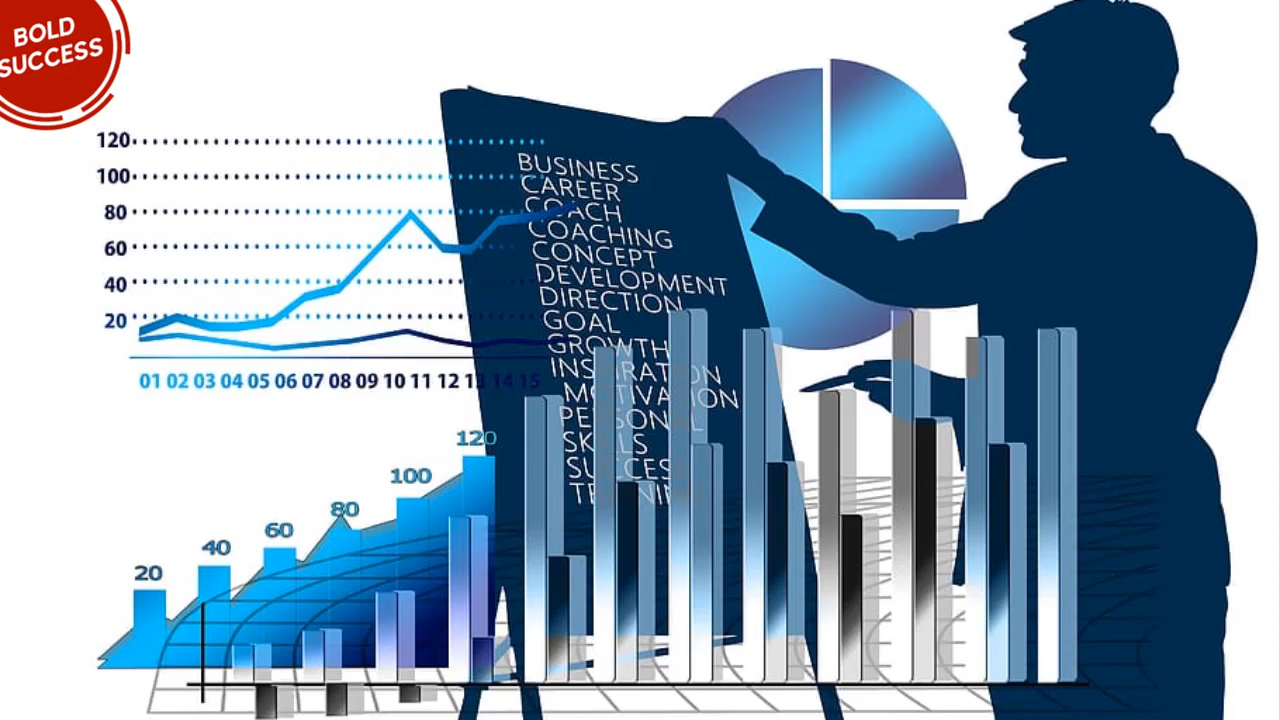 BOLD
SUCCESS
120
100
80
60
40
20
01 02 03 04 05 06 07 08 09 10 11 12 13 14 15
BUSINESS
CAREER
COACH
COACHING
CONCEPT
DEVELOPMENT
DIRECTION
GOAL
GROWTH
INSPIRATION
MOTIVATION
PERSONAL
SKILLS
SUCCESS
20
40
60
80
100
120